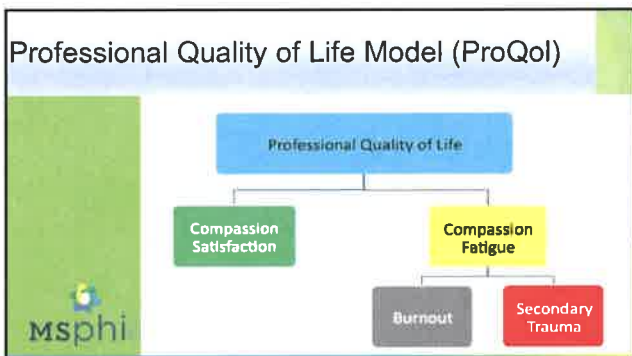 Professional Quality of Life Model (ProQol)
Professional Quality of Life
Compassion
Satisfaction
Compassion
Fatigue
Burnout
Secondary
Trauma
msphi